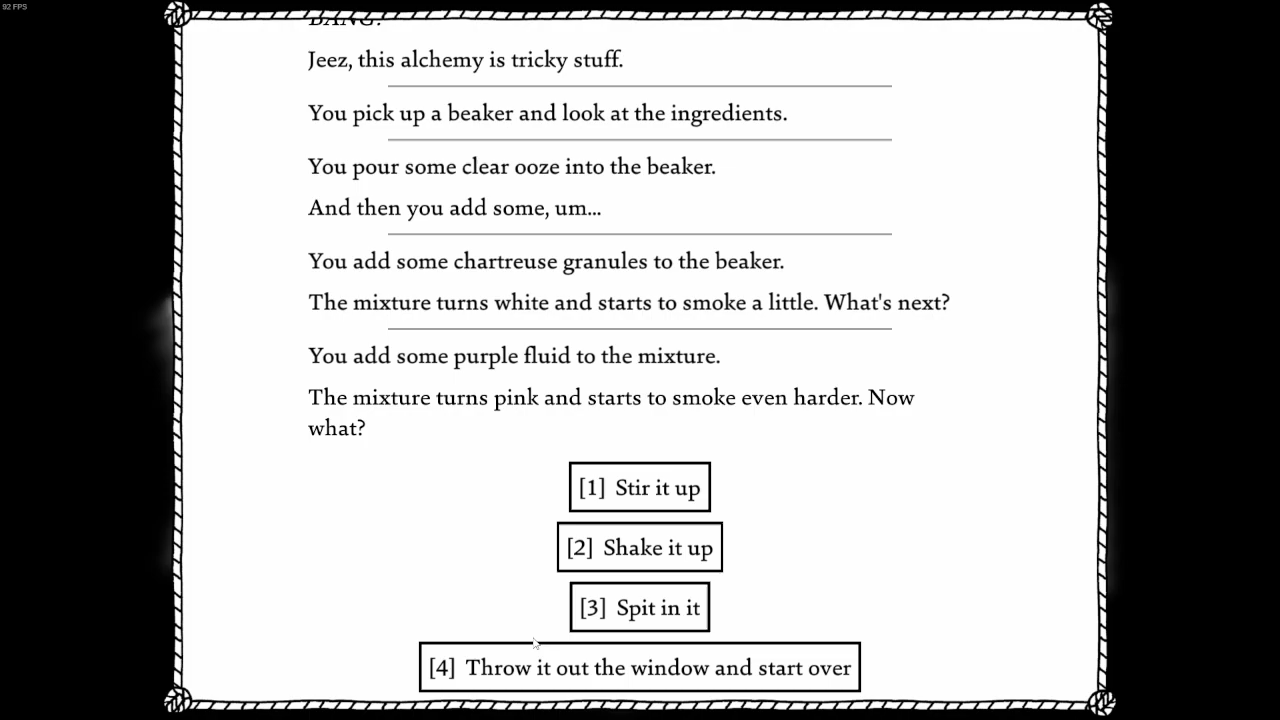 92 FPS
BANG!
Jeez, this alchemy is tricky stuff.
You pick up a beaker and look at the ingredients.
You pour some clear ooze into the beaker.
And then you add some, um...
You add some chartreuse granules to the beaker.
The mixture turns white and starts to smoke a little. What's next?
You add some purple fluid to the mixture.
The mixture turns pink and starts to smoke even harder. Now
what?
[1] Stir it up
[2] Shake it up
[3] Spit in it
[4] Throw it out the window and start over